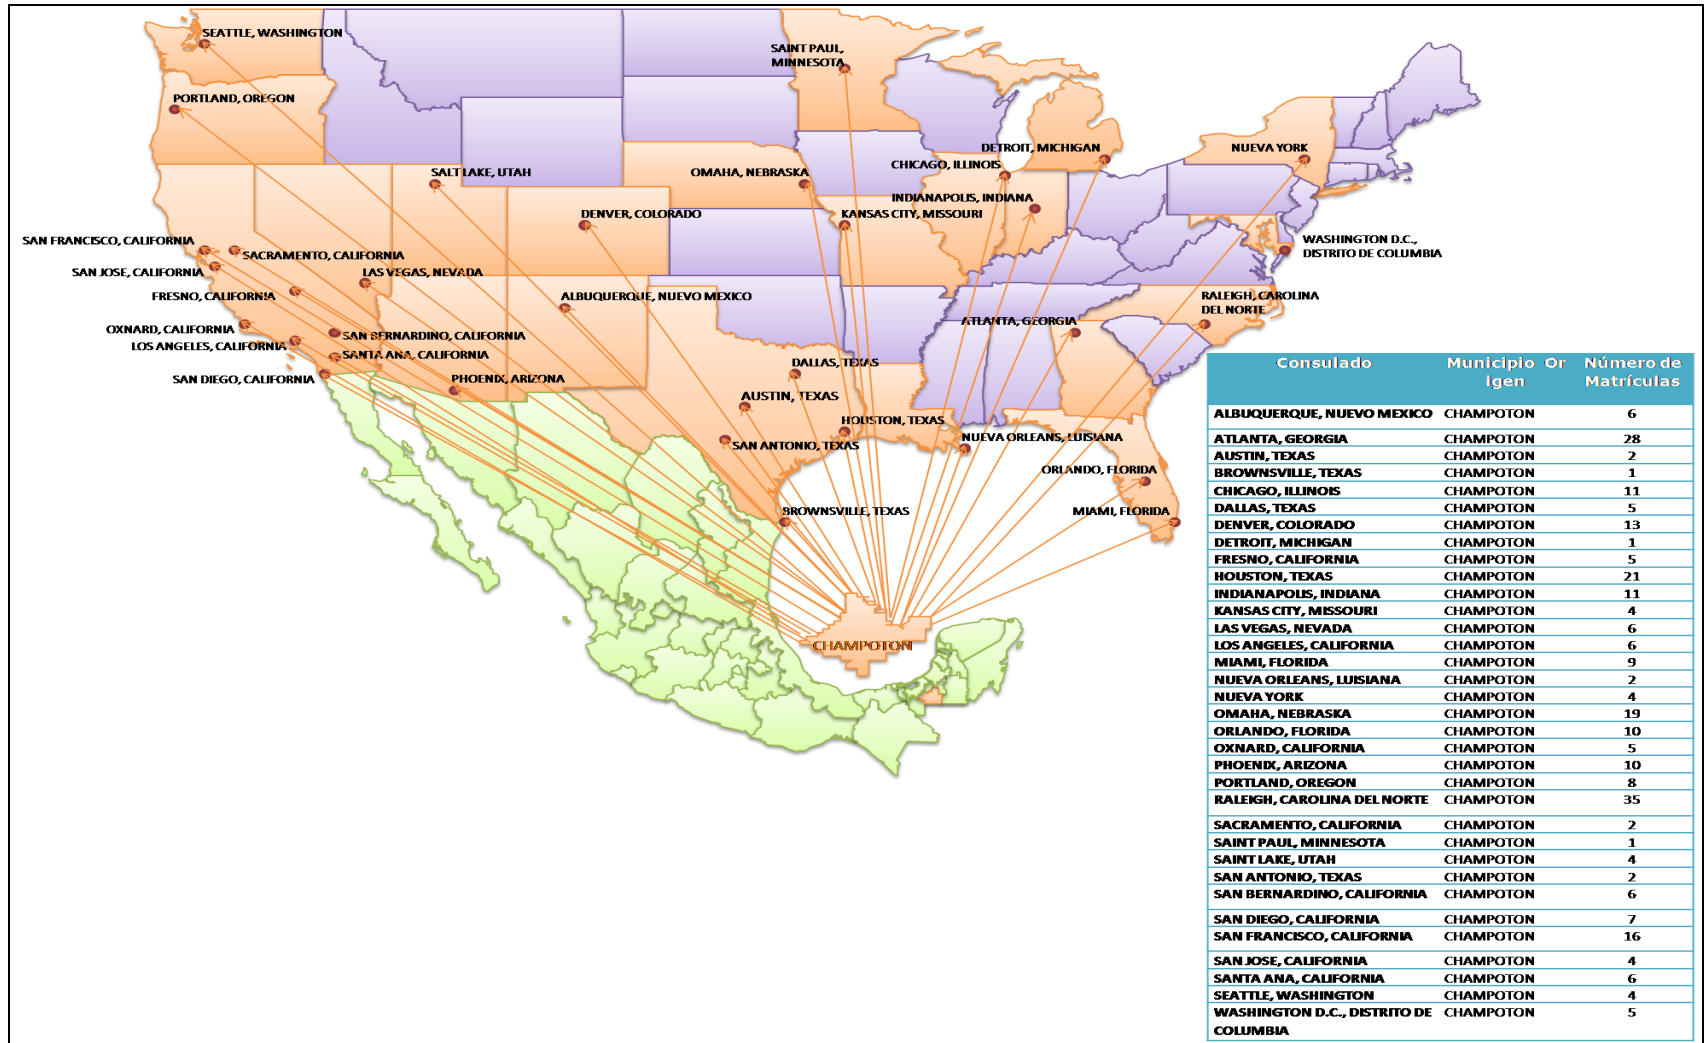 SEATTLE, WASHINGTON
SAINT PAUL,
MINNESOTA
PORTLAND, OREGON
DETROIT, MICHIGAN
NUEVA YORK
CHICAGO, ILLINOIS
SALT LAKE, UTAH
OMAHA, NEBRASKA
INDIANAPOLIS, INDIANA
DENVER, COLORADO
KANSAS CITY, MISSOURI
SAN FRANCISCO, CALIFORNIA
WASHINGTON D.C.,
DISTRITO DE COLUMBIA
SACRAMENTO, CALIFORNIA
SAN JOSE, CALIFORNIA
LAS VEGAS, NEVADA
FRESNO, CALIFORNIA
ALBUQUERQUE, NUEVO MEXICO
RALEIGH, CAROLINA
DEL NORTE
ATLANTA, GEORGIA
OXNARD, CALIFORNIA
SAN BERNARDINO, CALIFORNIA
LOS ANGELES, CALIFORNIA
SANTA ANA, CALIFORNIA
DALLAS, TEXAS
SAN DIEGO, CALIFORNIA
PHOENIX, ARIZONA
AUSTIN, TEXAS
HOUSTON, TEXAS
SAN ANTONIO, TEXAS
NUEVA ORLEANS, LUISIANA
ORLANDO, FLORIDA
BROWNSVILLE, TEXAS
MIAMI, FLORIDA
CHAMPOTON
Consulado Municipio Or Número de
igen Matrículas
ALBUQUERQUE, NUEVO MEXICO CHAMPOTON 6
ATLANTA, GEORGIA CHAMPOTON 28
AUSTIN, TEXAS CHAMPOTON 2
BROWNSVILLE, TEXAS CHAMPOTON 1
CHICAGO, ILLINOIS CHAMPOTON 11
DALLAS, TEXAS CHAMPOTON 5
DENVER, COLORADO CHAMPOTON 13
DETROIT, MICHIGAN CHAMPOTON 1
FRESNO, CALIFORNIA CHAMPOTON 5
HOUSTON, TEXAS CHAMPOTON 21
INDIANAPOLIS, INDIANA CHAMPOTON 11
KANSAS CITY, MISSOURI CHAMPOTON 4
LAS VEGAS, NEVADA CHAMPOTON 6
LOS ANGELES, CALIFORNIA CHAMPOTON 6
MIAMI, FLORIDA CHAMPOTON 9
NUEVA ORLEANS, LUISIANA CHAMPOTON 2
NUEVA YORK CHAMPOTON 4
OMAHA, NEBRASKA CHAMPOTON 19
ORLANDO, FLORIDA CHAMPOTON 10
OXNARD, CALIFORNIA CHAMPOTON 5
PHOENIX, ARIZONA CHAMPOTON 10
PORTLAND, OREGON CHAMPOTON 8
RALEIGH, CAROLINA DEL NORTE CHAMPOTON 35
SACRAMENTO, CALIFORNIA CHAMPOTON 2
SAINT PAUL, MINNESOTA CHAMPOTON 1
SAINT LAKE, UTAH CHAMPOTON 4
SAN ANTONIO, TEXAS CHAMPOTON 2
SAN BERNARDINO, CALIFORNIA CHAMPOTON 6
SAN DIEGO, CALIFORNIA CHAMPOTON 7
SAN FRANCISCO, CALIFORNIA CHAMPOTON 16
SAN JOSE, CALIFORNIA CHAMPOTON 4
SANTA ANA, CALIFORNIA CHAMPOTON 6
SEATTLE, WASHINGTON CHAMPOTON 4
WASHINGTON D.C., DISTRITO DE CHAMPOTON 5
COLUMBIA